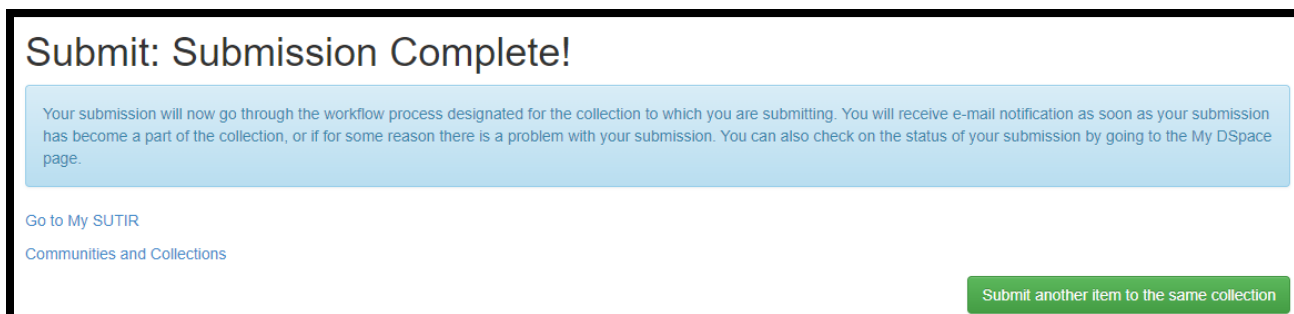 Submit: Submission Complete!
Your submission will now go through the workflow process designated for the collection to which you are submitting. You will receive e-mail notification as soon as your submission
has become a part of the collection, or if for some reason there is a problem with your submission. You can also check on the status of your submission by going to the My DSpace
page.
Go to My SUTIR
Communities and Collections
Submit another item to the same collection